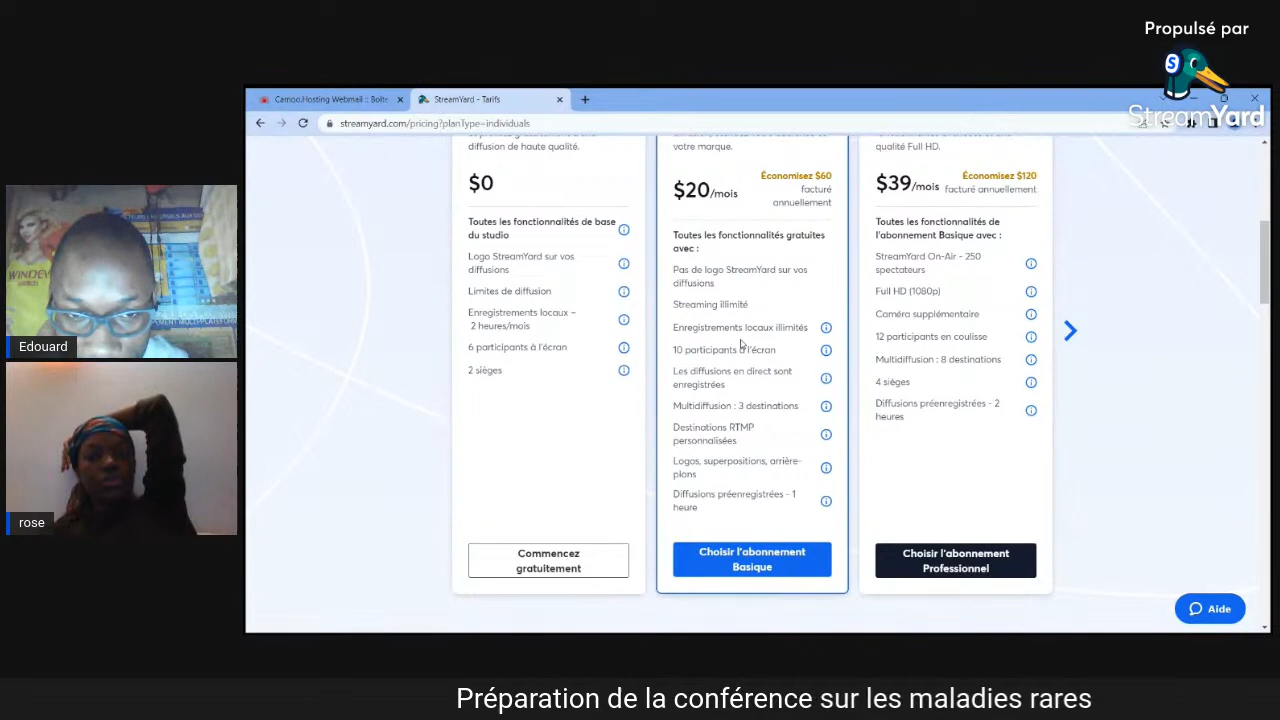 Propulsé par
StreamYard
Camoo.Hosting Webmail :: Boîte
StreamYard - Tarifs
streamyard.com/pricing?planType=individuals
diffusion de haute qualité.
$0
Toutes les fonctionnalités de base
du studio
Logo StreamYard sur vos
diffusions
Limites de diffusion
Enregistrements locaux -
2 heures/mois
6 participants à l'écran
2 sièges
Commencez
gratuitement
votre marque.
$20/mois
Économisez $60
facturé
annuellement
Toutes les fonctionnalités gratuites
avec :
Pas de logo StreamYard sur vos
diffusions
Streaming illimité
Enregistrements locaux illimités
10 participants à l'écran
Les diffusions en direct sont
enregistrées
Multidiffusion : 3 destinations
Destinations RTMP
personnalisées
Logos, superpositions, arrière-
plans
Diffusions préenregistrées - 1
heure
Choisir l'abonnement
Basique
qualité Full HD.
$39/mois
Économisez $120
facturé annuellement
Toutes les fonctionnalités de
l'abonnement Basique avec :
StreamYard On-Air - 250
spectateurs
Full HD (1080p)
Caméra supplémentaire
12 participants en coulisse
Multidiffusion : 8 destinations
4 sièges
Diffusions préenregistrées - 2
heures
Choisir l'abonnement
Professionnel
Aide
WINDEV
Edouard
rose
Préparation de la conférence sur les maladies rares